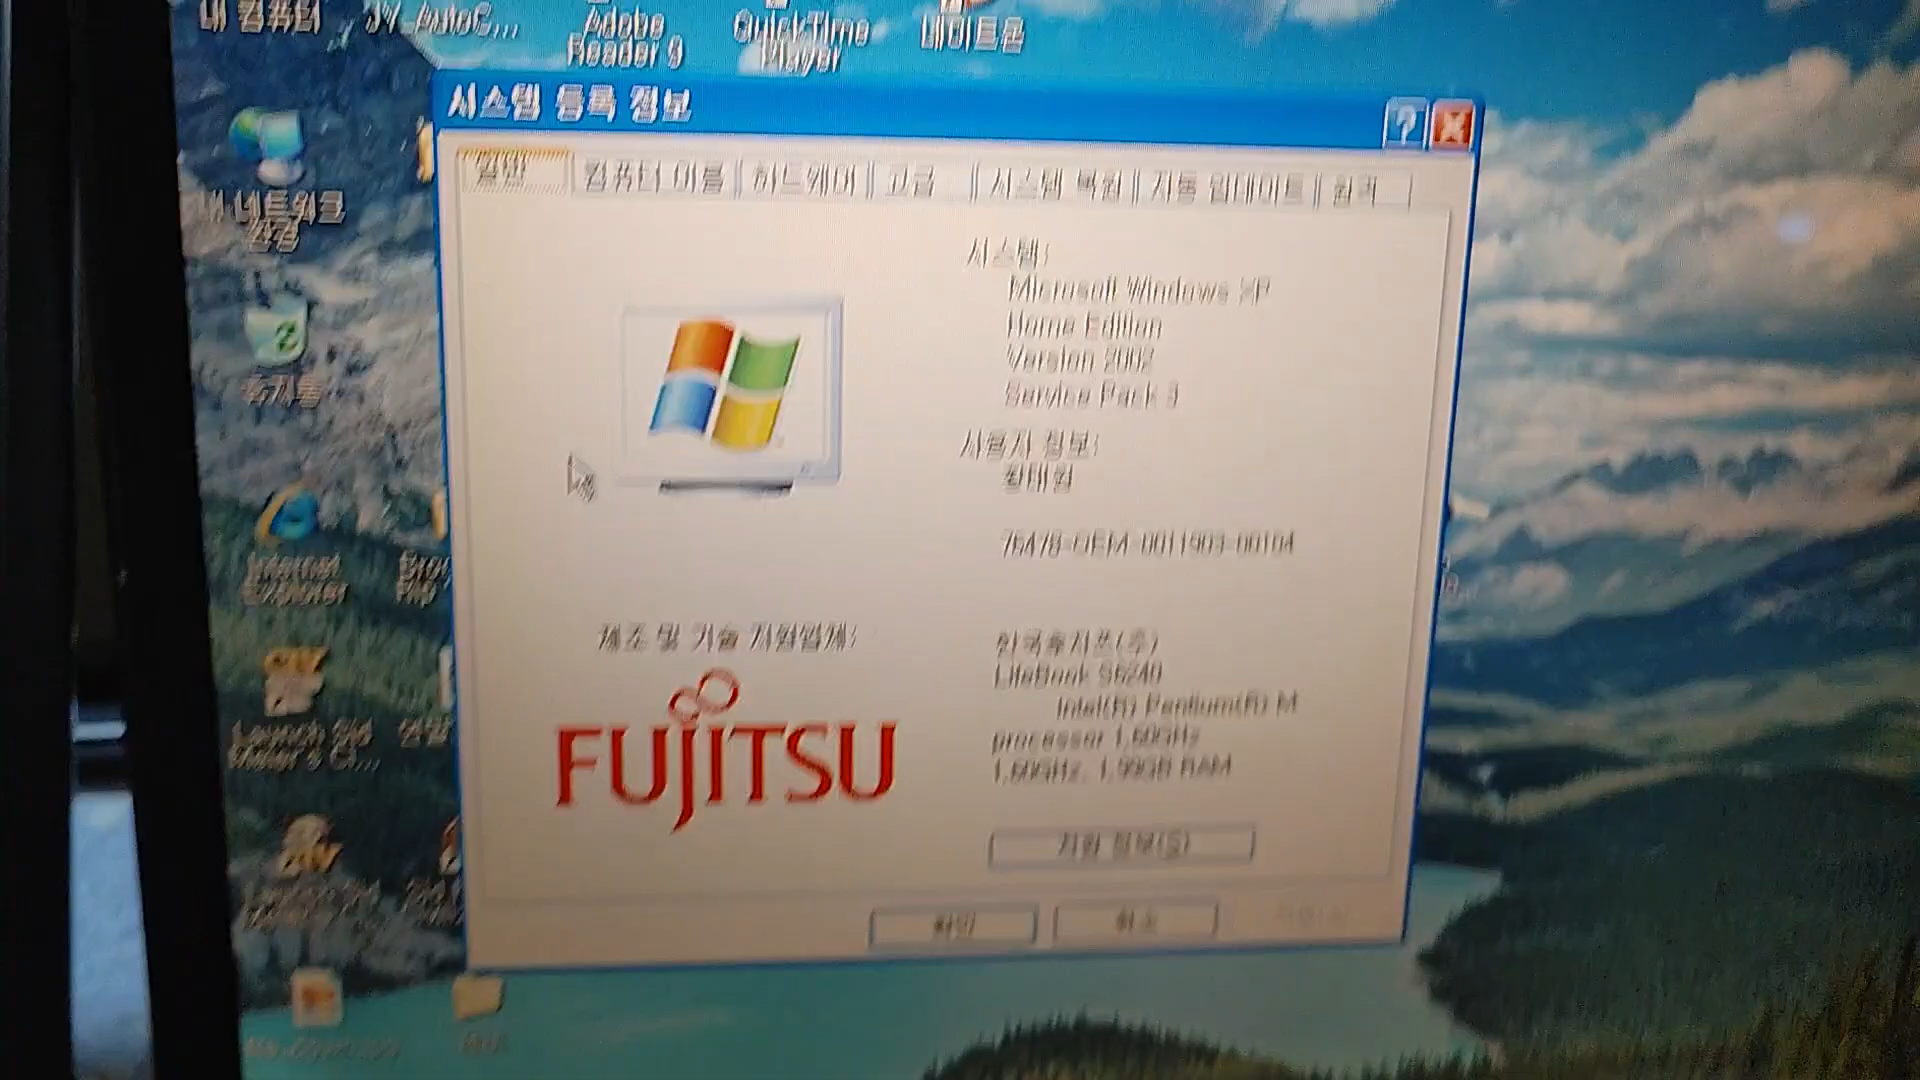 내 컴퓨터
JY_AutoC...
Adobe
Reader 9
QuickTime
Player
네이트온
시스템 등록 정보
일반
컴퓨터 이름
하드웨어
고급
시스템 복원
자동 업데이트
원격
내 네트워크
환경
휴지통
Internet
Explorer
시스템:
Microsoft Windows XP
Home Edition
Version 2002
Service Pack 3
사용자 정보:
황태원
76478-OEM-0011903-00104
제조 및 기술 지원업체:
FUJITSU
한국후지쯔(주)
LifeBook S6240
Intel(R) Pentium(R) M
processor 1.60GHz
1.60GHz, 1.99GB RAM
지원 정보(S)
확인
취소